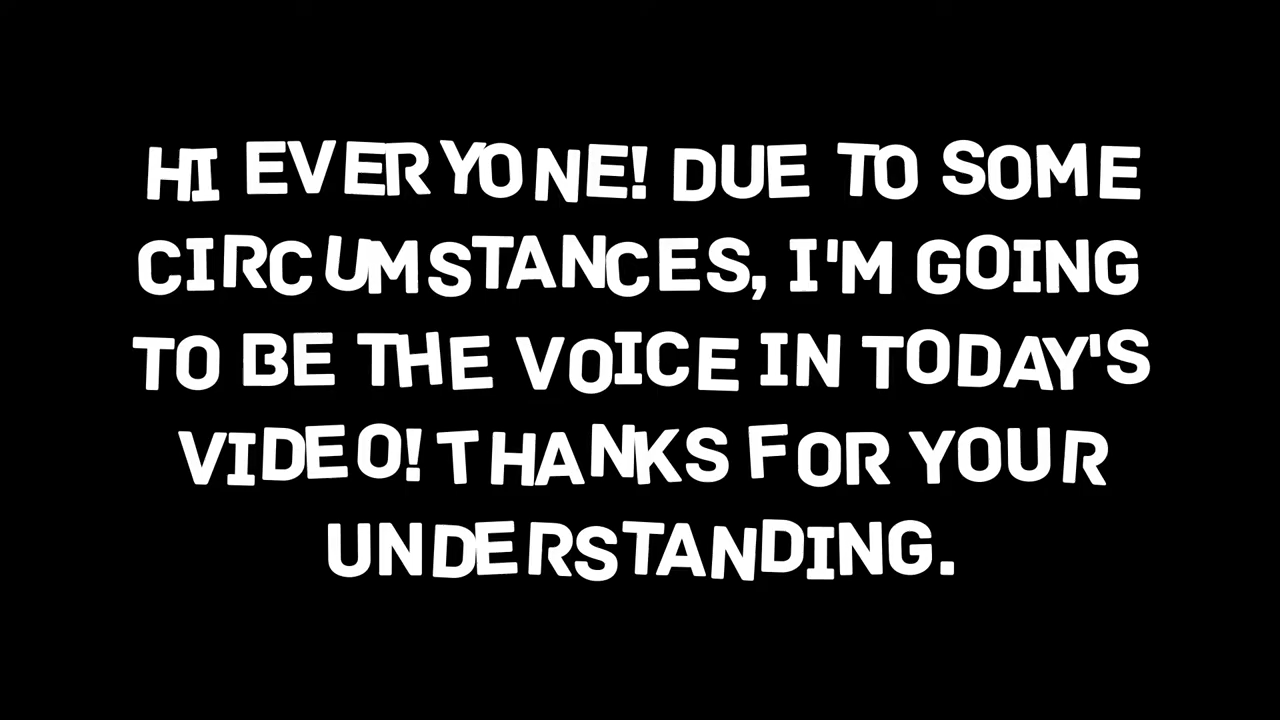 HI EVERYONE! DUE TO SOME
CIRCUMSTANCES, I'M GOING
TO BE THE VOICE IN TODAY'S
VIDEO! THANKS FOR YOUR
UNDERSTANDING.